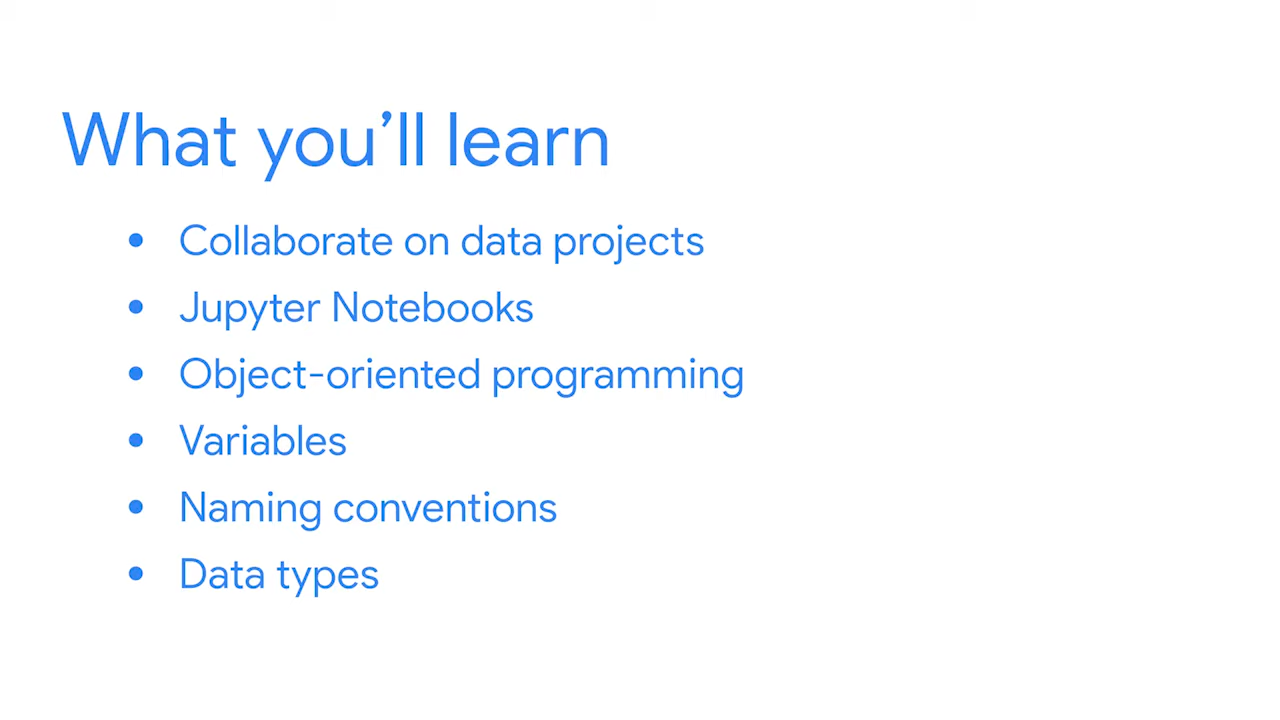 What you’ll learn
• Collaborate on data projects
• Jupyter Notebooks
• Object-oriented programming
• Variables
• Naming conventions
• Data types